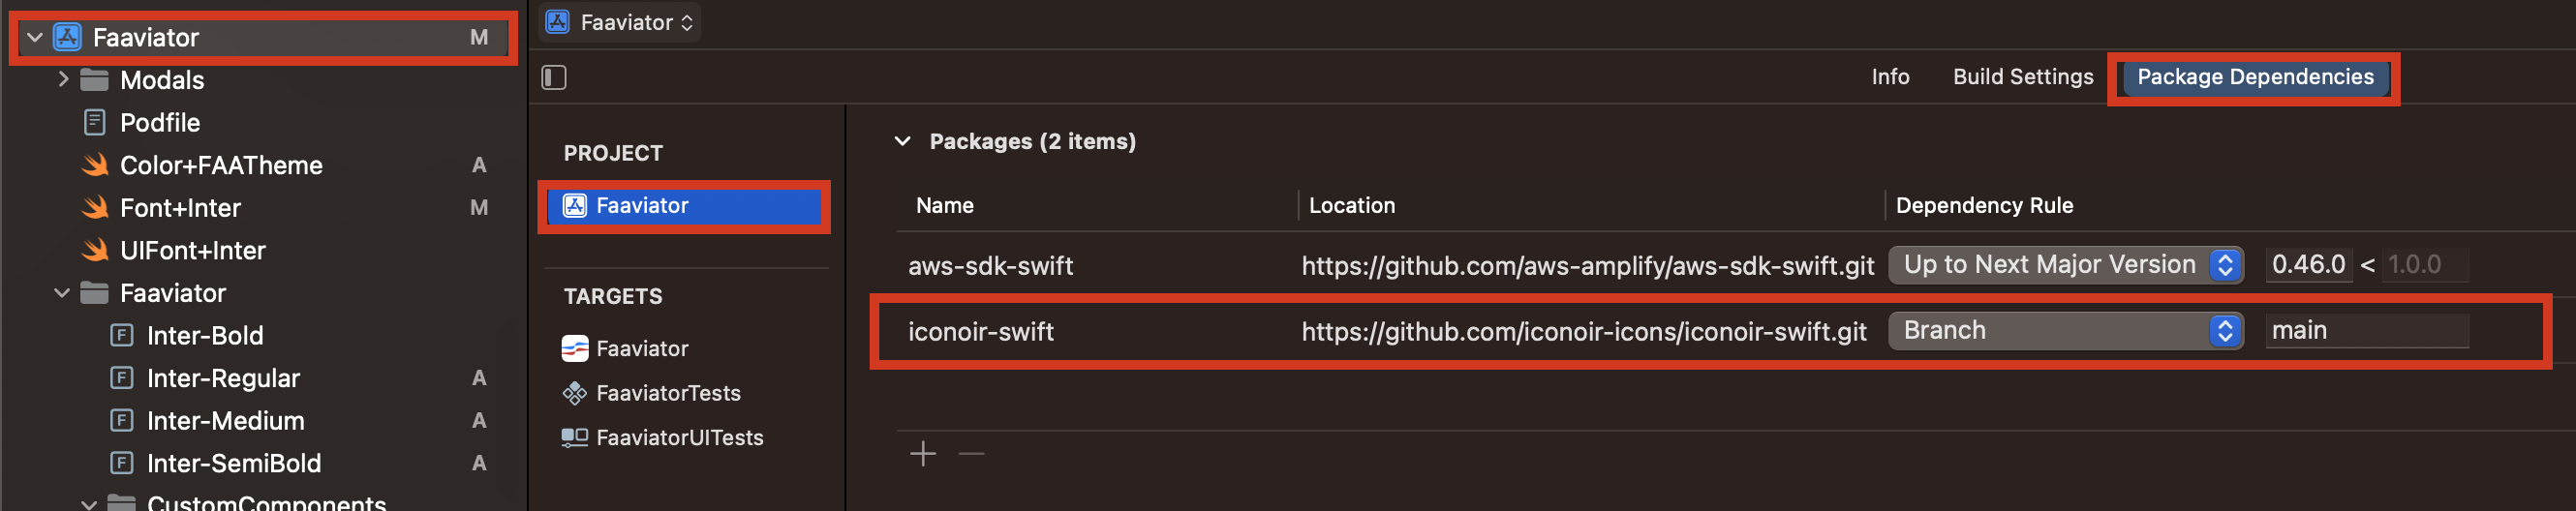 Faaviator M
Modals
Podfile
Color+FAATheme A
Font+Inter M
UIFont+Inter
Faaviator
Inter-Bold
Inter-Regular A
Inter-Medium A
Inter-SemiBold A
CustomComponents
Faaviator
Info Build Settings Package Dependencies
PROJECT
Faaviator
TARGETS
Faaviator
FaaviatorTests
FaaviatorUITests
Packages (2 items)
Name Location Dependency Rule
aws-sdk-swift https://github.com/aws-amplify/aws-sdk-swift.git Up to Next Major Version 0.46.0 < 1.0.0
iconoir-swift https://github.com/iconoir-icons/iconoir-swift.git Branch main